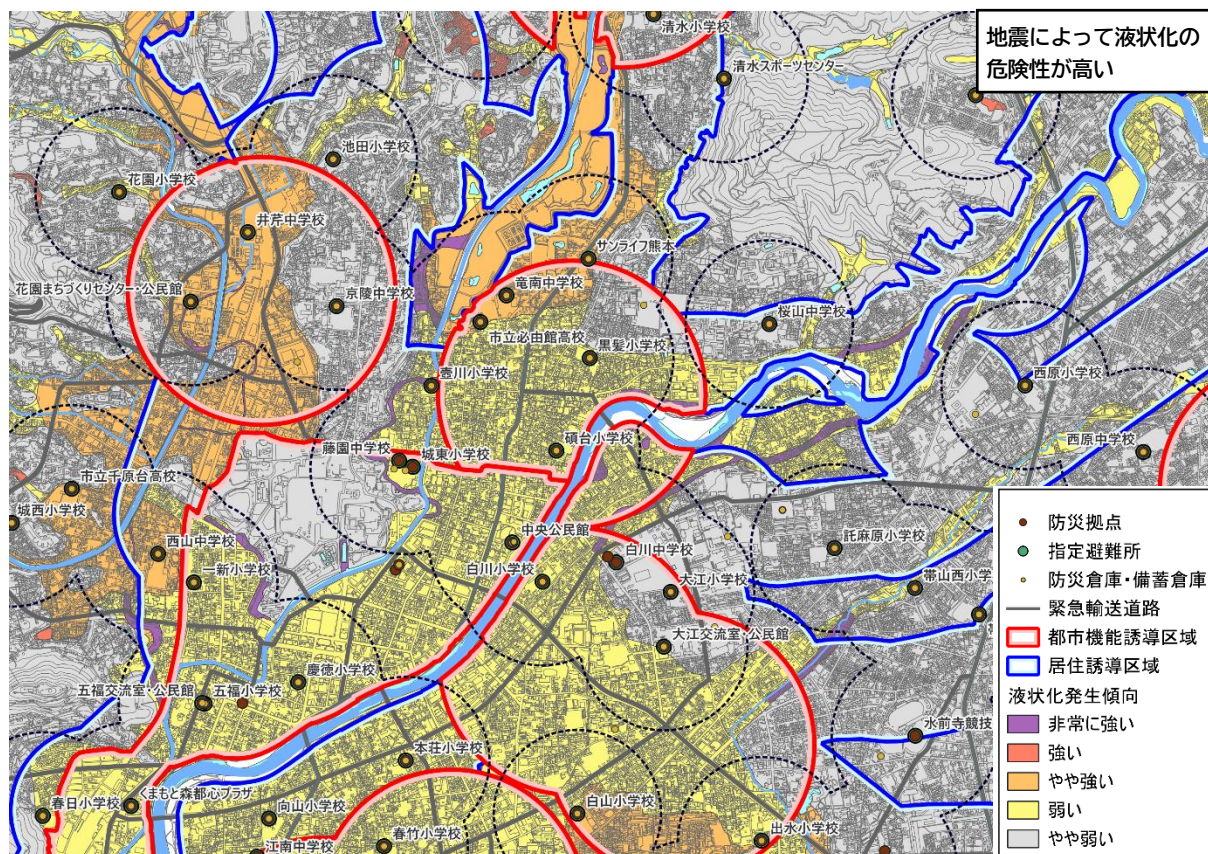 地震によって液状化の
危険性が高い
清水小学校
清水スポーツセンター
池田小学校
花園小学校
井芹中学校
サンライフ熊本
竜南中学校
花園まちづくりセンター・公民館
京陵中学校
桜山中学校
市立必由館高校
黒髪小学校
壺川小学校
西原小学校
碩台小学校
藤園中学校
城東小学校
西原中学校
市立千原台高校
城西小学校
中央公民館
託麻原小学校
西山中学校
白川中学校
一新小学校
白川小学校
大江小学校
帯山西小学
大江交流室・公民館
慶徳小学校
五福交流室・公民館
五福小学校
水前寺競技
本荘小学校
春日小学校
くまもと森都心プラザ
向山小学校
白山小学校
春竹小学校
出水小学校
江南中学校
防災拠点
指定避難所
防災倉庫・備蓄倉庫
緊急輸送道路
都市機能誘導区域
居住誘導区域
液状化発生傾向
非常に強い
強い
やや強い
弱い
やや弱い